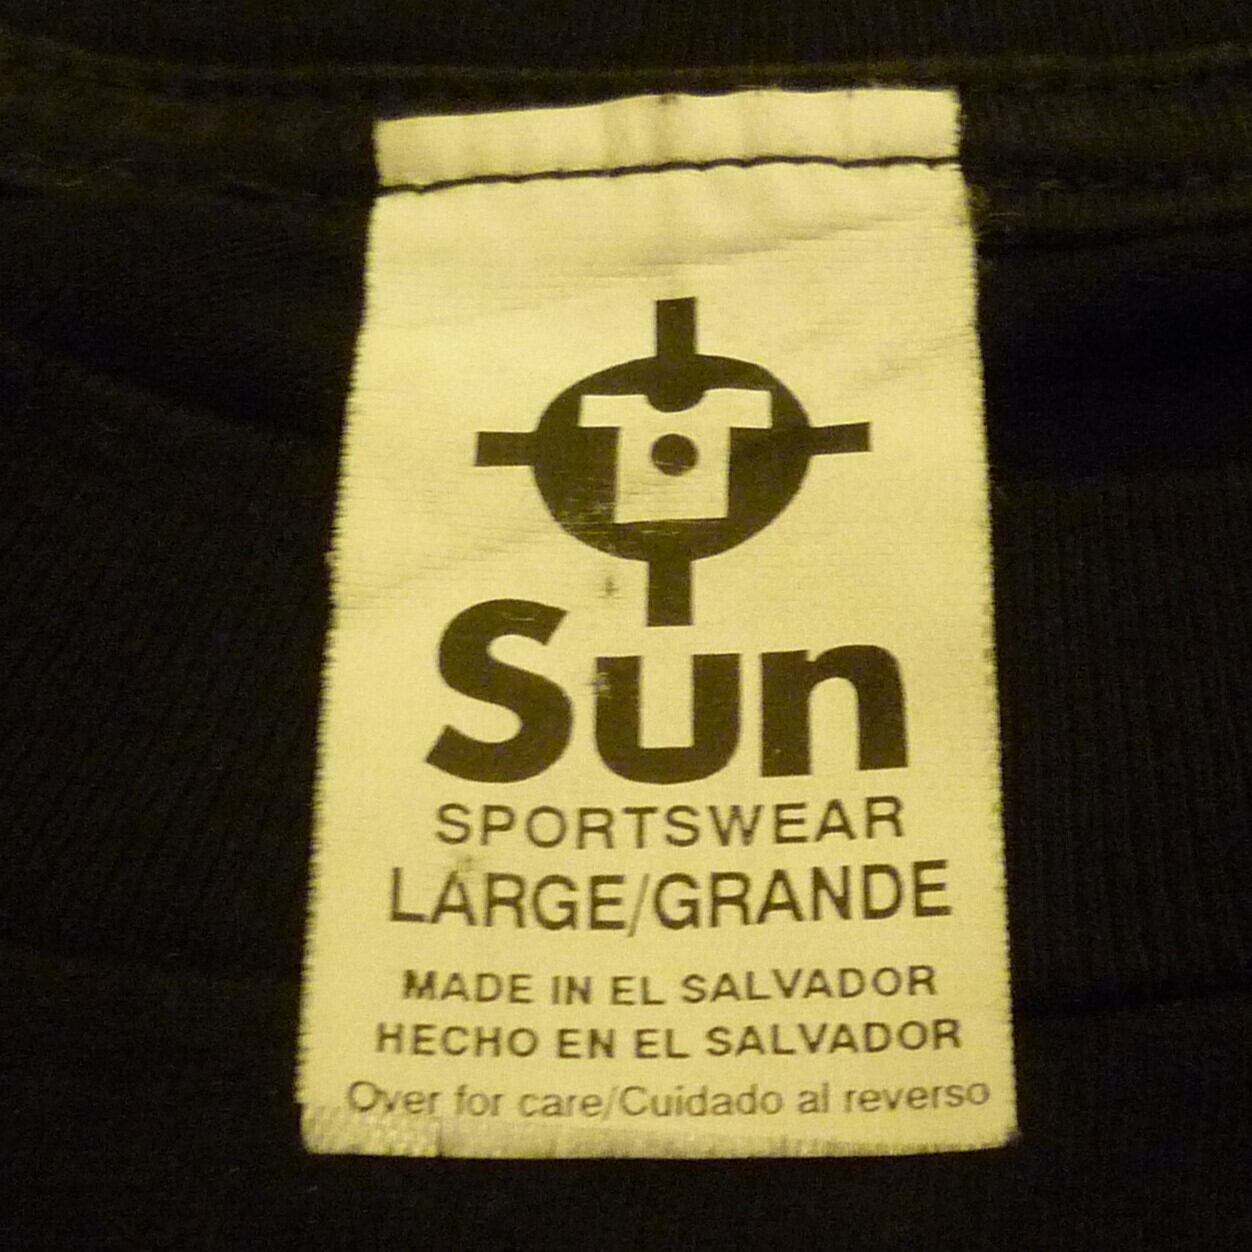 Sun
SPORTSWEAR
LARGE/GRANDE
MADE IN EL SALVADOR
HECHO EN EL SALVADOR
Over for care/Cuidado al reverso